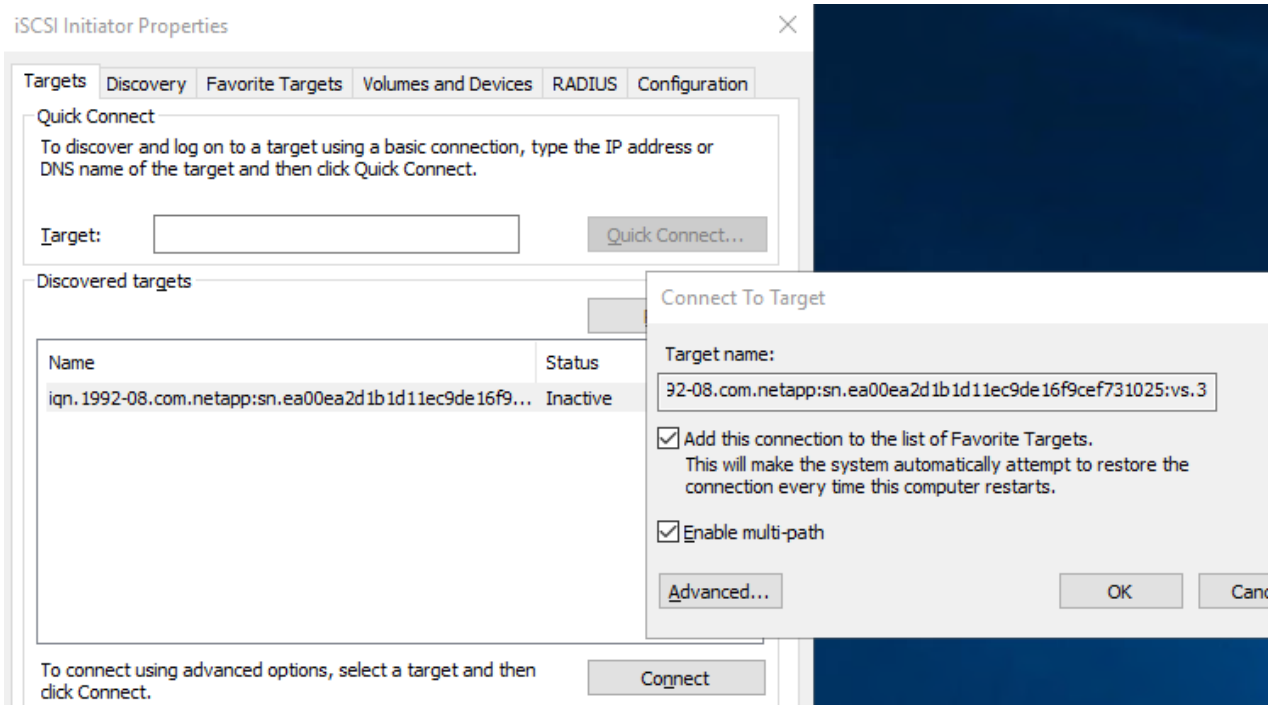 iSCSI Initiator Properties
Targets Discovery Favorite Targets Volumes and Devices RADIUS Configuration
Quick Connect
To discover and log on to a target using a basic connection, type the IP address or
DNS name of the target and then click Quick Connect.
Target:
Quick Connect...
Discovered targets
Name Status
iqn.1992-08.com.netapp:sn.ea00ea2d1b1d11ec9de16f9... Inactive
To connect using advanced options, select a target and then
click Connect.
Connect
Connect To Target
Target name:
92-08.com.netapp:sn.ea00ea2d1b1d11ec9de16f9cef731025:vs.3
Add this connection to the list of Favorite Targets.
This will make the system automatically attempt to restore the
connection every time this computer restarts.
Enable multi-path
Advanced... OK